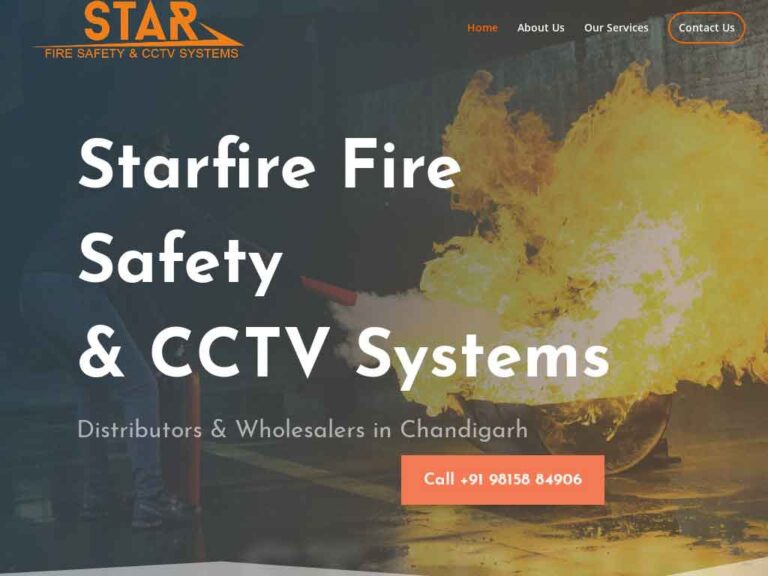 STAR
FIRE SAFETY & CCTV SYSTEMS
Home
About Us
Our Services
Contact Us
Starfire Fire
Safety
& CCTV Systems
Distributors & Wholesalers in Chandigarh
Call +91 98158 84906